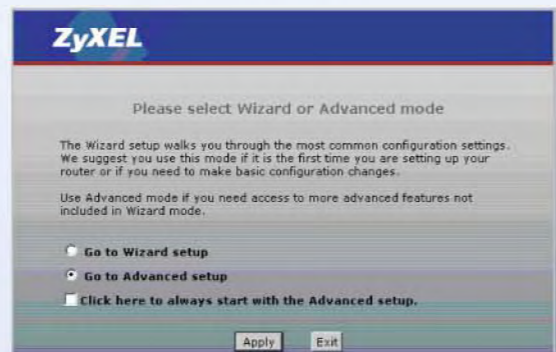 ZyXEL
Please select Wizard or Advanced mode
The Wizard setup walks you through the most common configuration settings.
We suggest you use this mode if it is the first time you are setting up your
router or if you need to make basic configuration changes.
Use Advanced mode if you need access to more advanced features not
included in Wizard mode.
Go to Wizard setup
Go to Advanced setup
Click here to always start with the Advanced setup.
Apply Exit